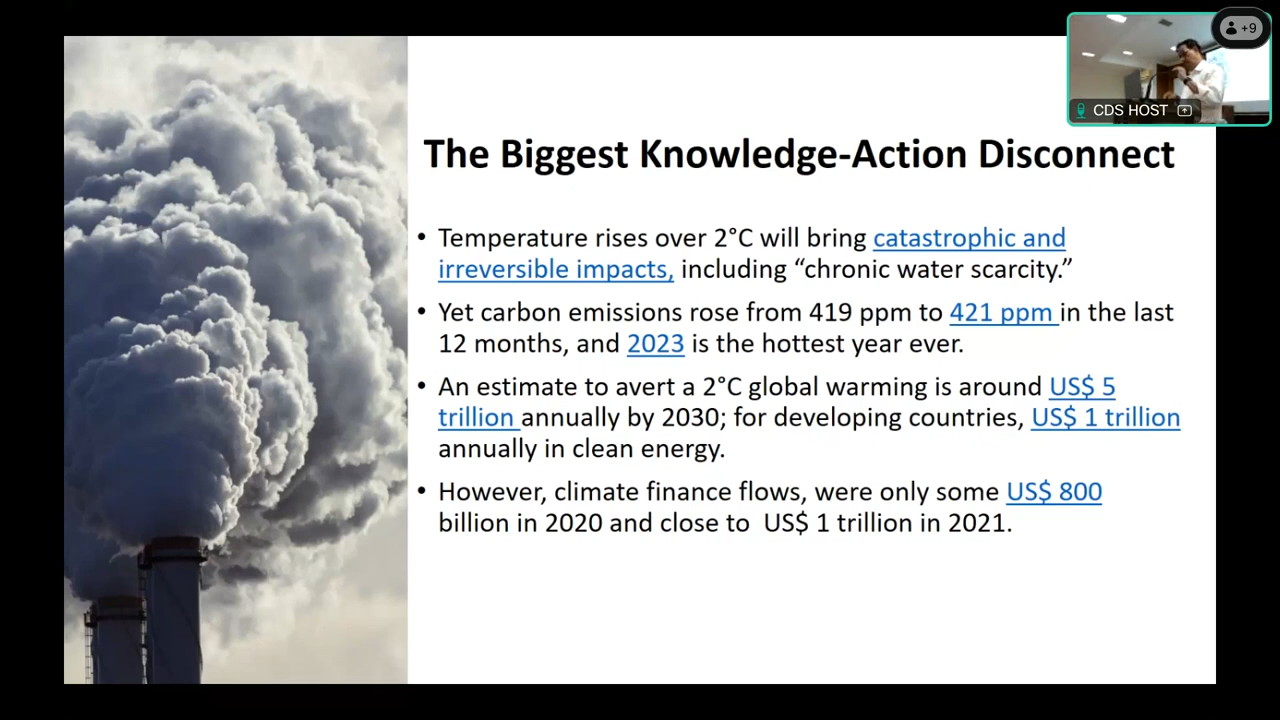 +9
CDS HOST
The Biggest Knowledge-Action Disconnect
• Temperature rises over 2°C will bring catastrophic and
irreversible impacts, including “chronic water scarcity.”
• Yet carbon emissions rose from 419 ppm to 421 ppm in the last
12 months, and 2023 is the hottest year ever.
• An estimate to avert a 2°C global warming is around US$ 5
trillion annually by 2030; for developing countries, US$ 1 trillion
annually in clean energy.
• However, climate finance flows, were only some US$ 800
billion in 2020 and close to  US$ 1 trillion in 2021.